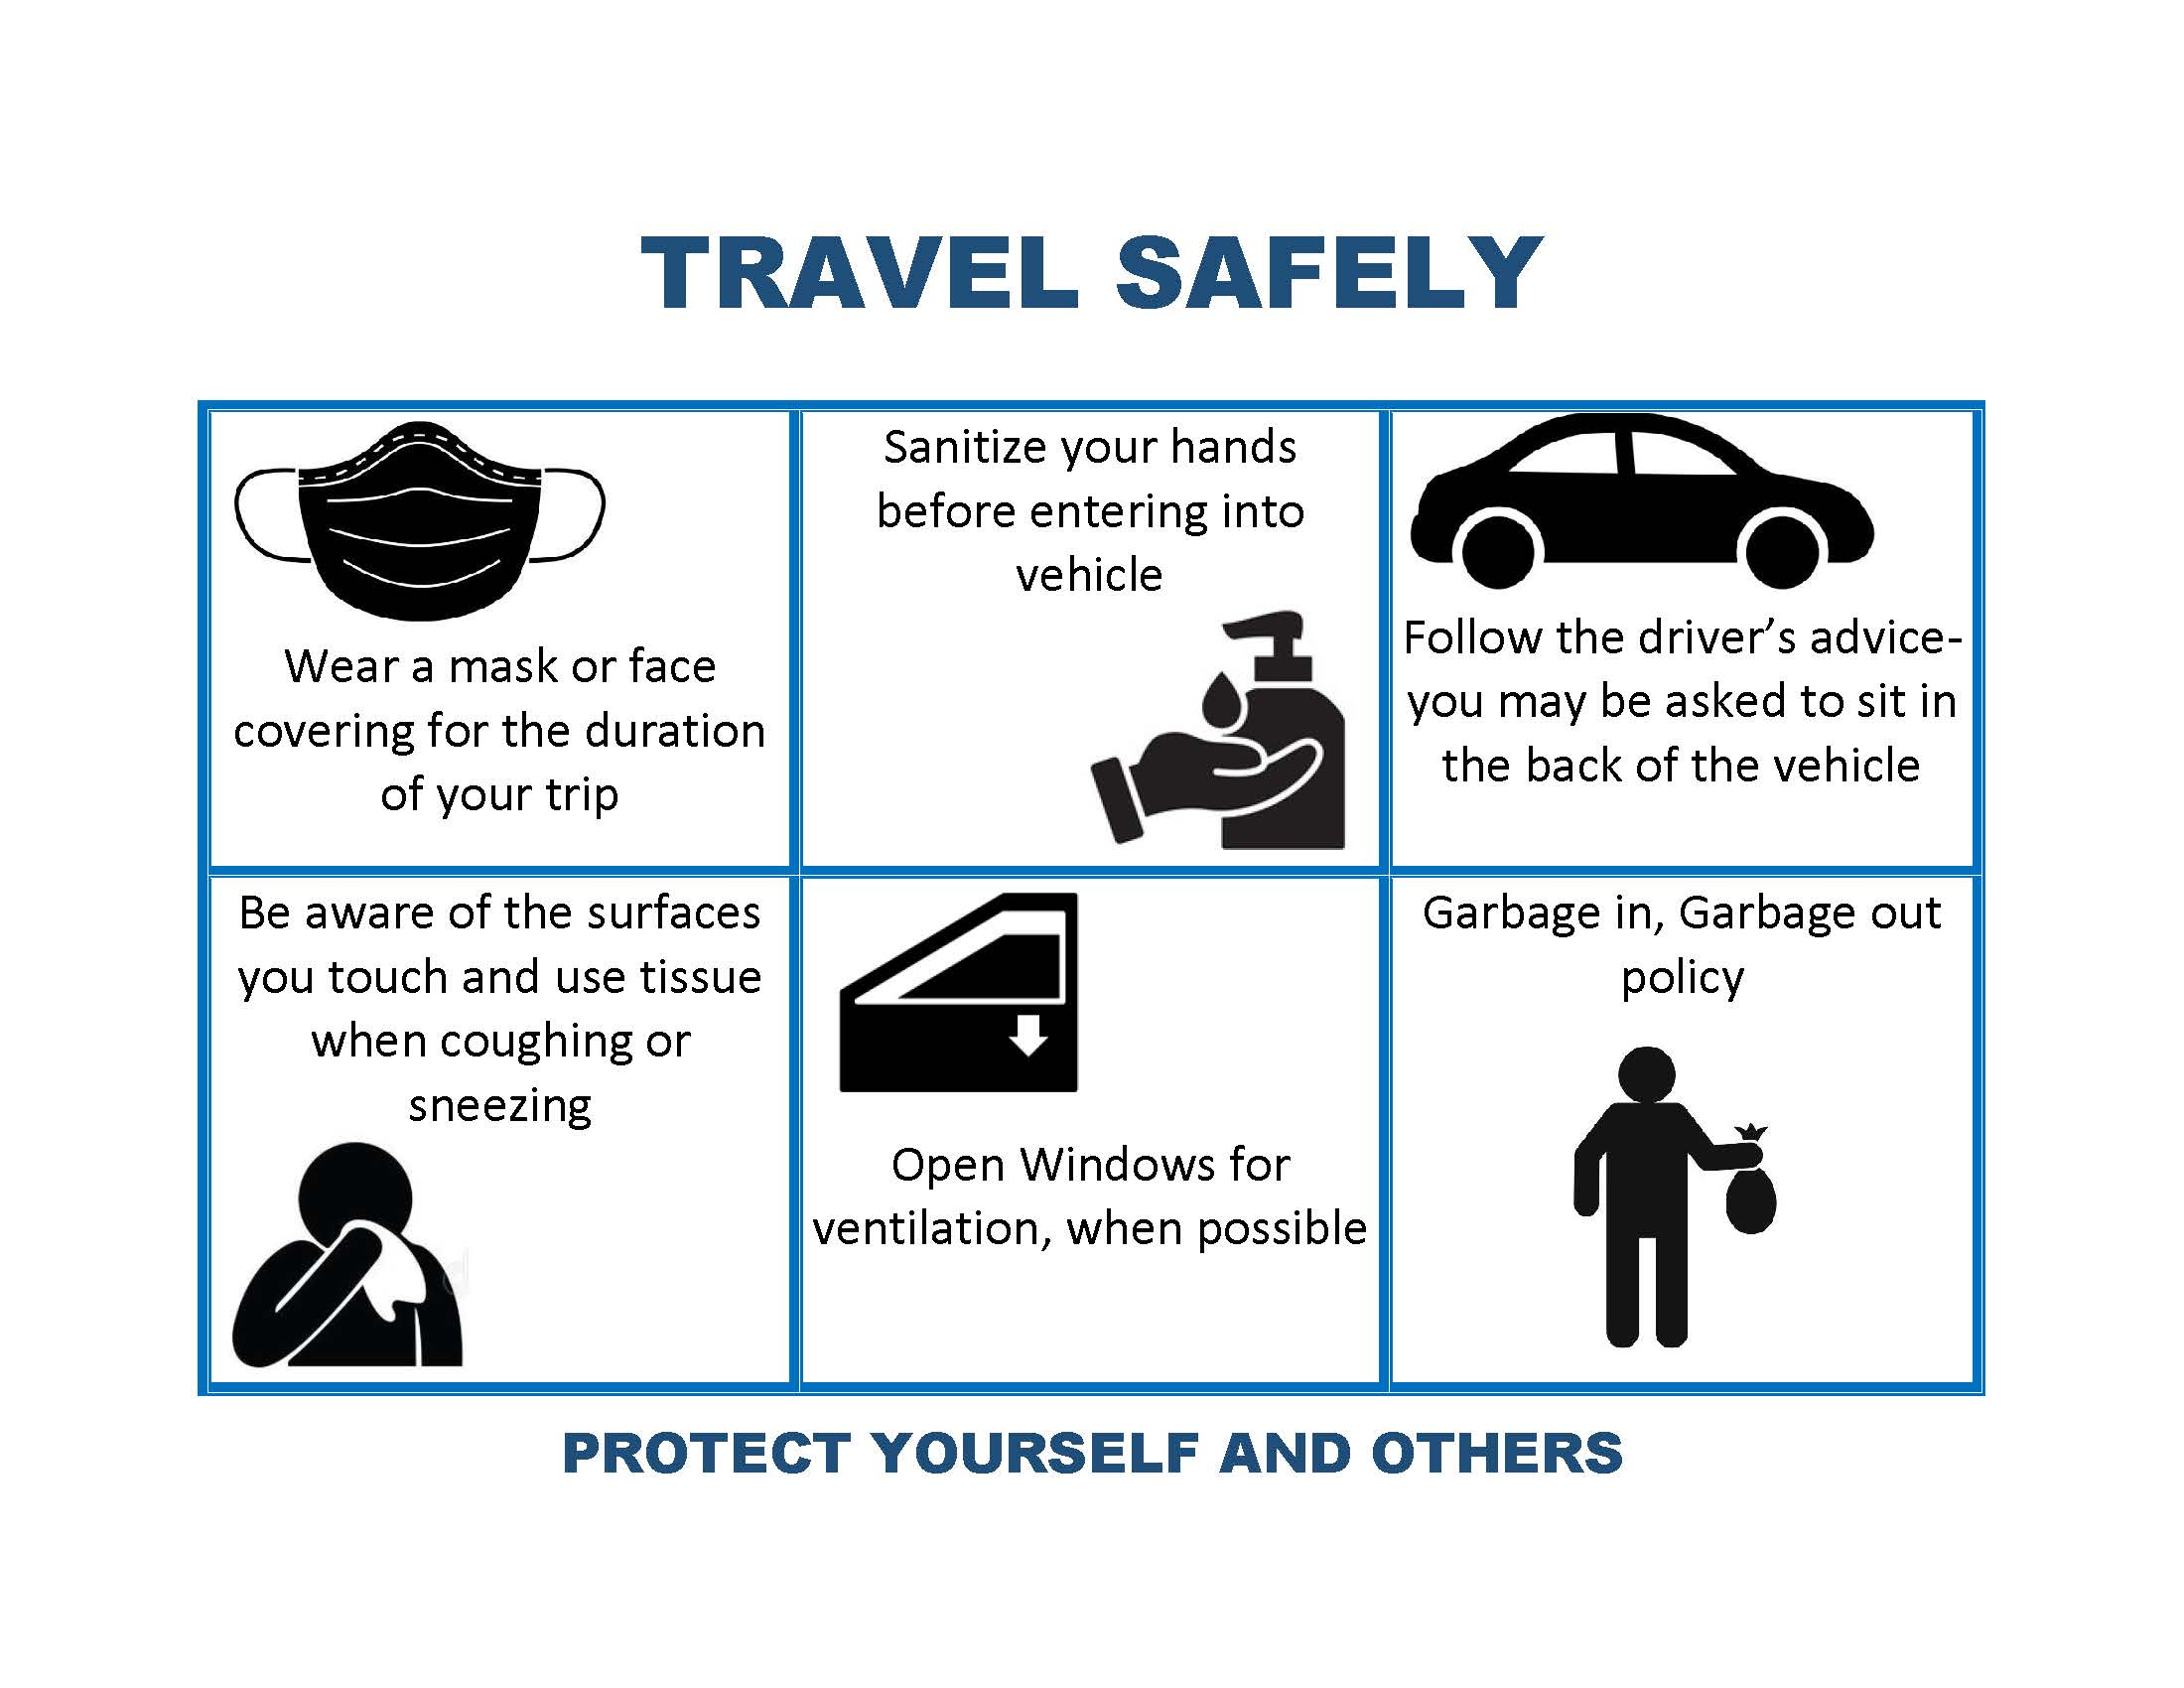 TRAVEL SAFELY
Wear a mask or face
covering for the duration
of your trip
Sanitize your hands
before entering into
vehicle
Follow the driver’s advice-
you may be asked to sit in
the back of the vehicle
Be aware of the surfaces
you touch and use tissue
when coughing or
sneezing
Open Windows for
ventilation, when possible
Garbage in, Garbage out
policy
PROTECT YOURSELF AND OTHERS